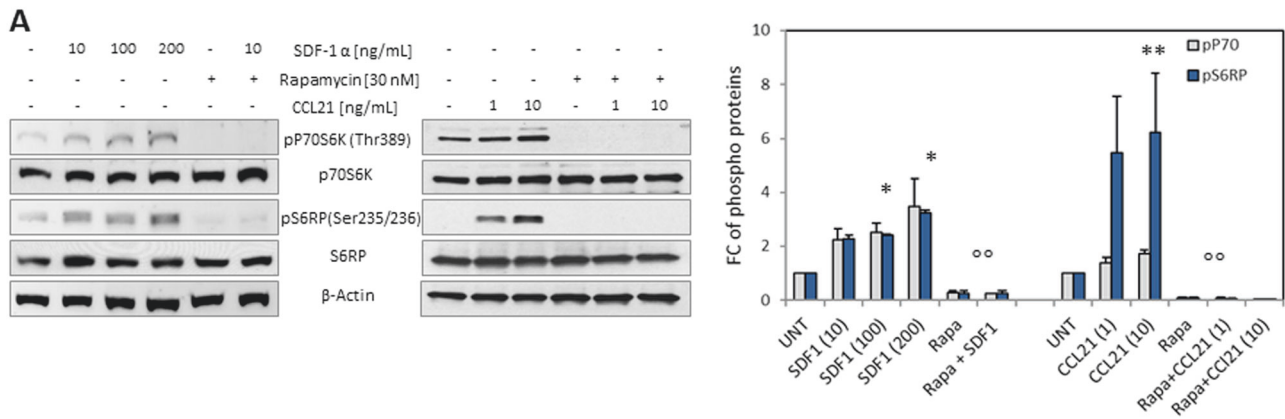 A
- 10 100 200 - 10 SDF-1 α [ng/mL] - - - - - -
- - - - + + Rapamycin [30 nM] - - - + + +
- - - - - - CCL21 [ng/mL] - 1 10 - 1 10
pP70S6K (Thr389)
p70S6K
pS6RP(Ser235/236)
S6RP
β-Actin
FC of phospho proteins
10
8
6
4
2
0
pP70
pS6RP
*
*
°°
**
°°
UNT
SDF1 (10)
SDF1 (100)
SDF1 (200)
Rapa
Rapa + SDF1
UNT
CCL21 (1)
CCL21 (10)
Rapa
Rapa+CCL21 (1)
Rapa+CCl21 (10)